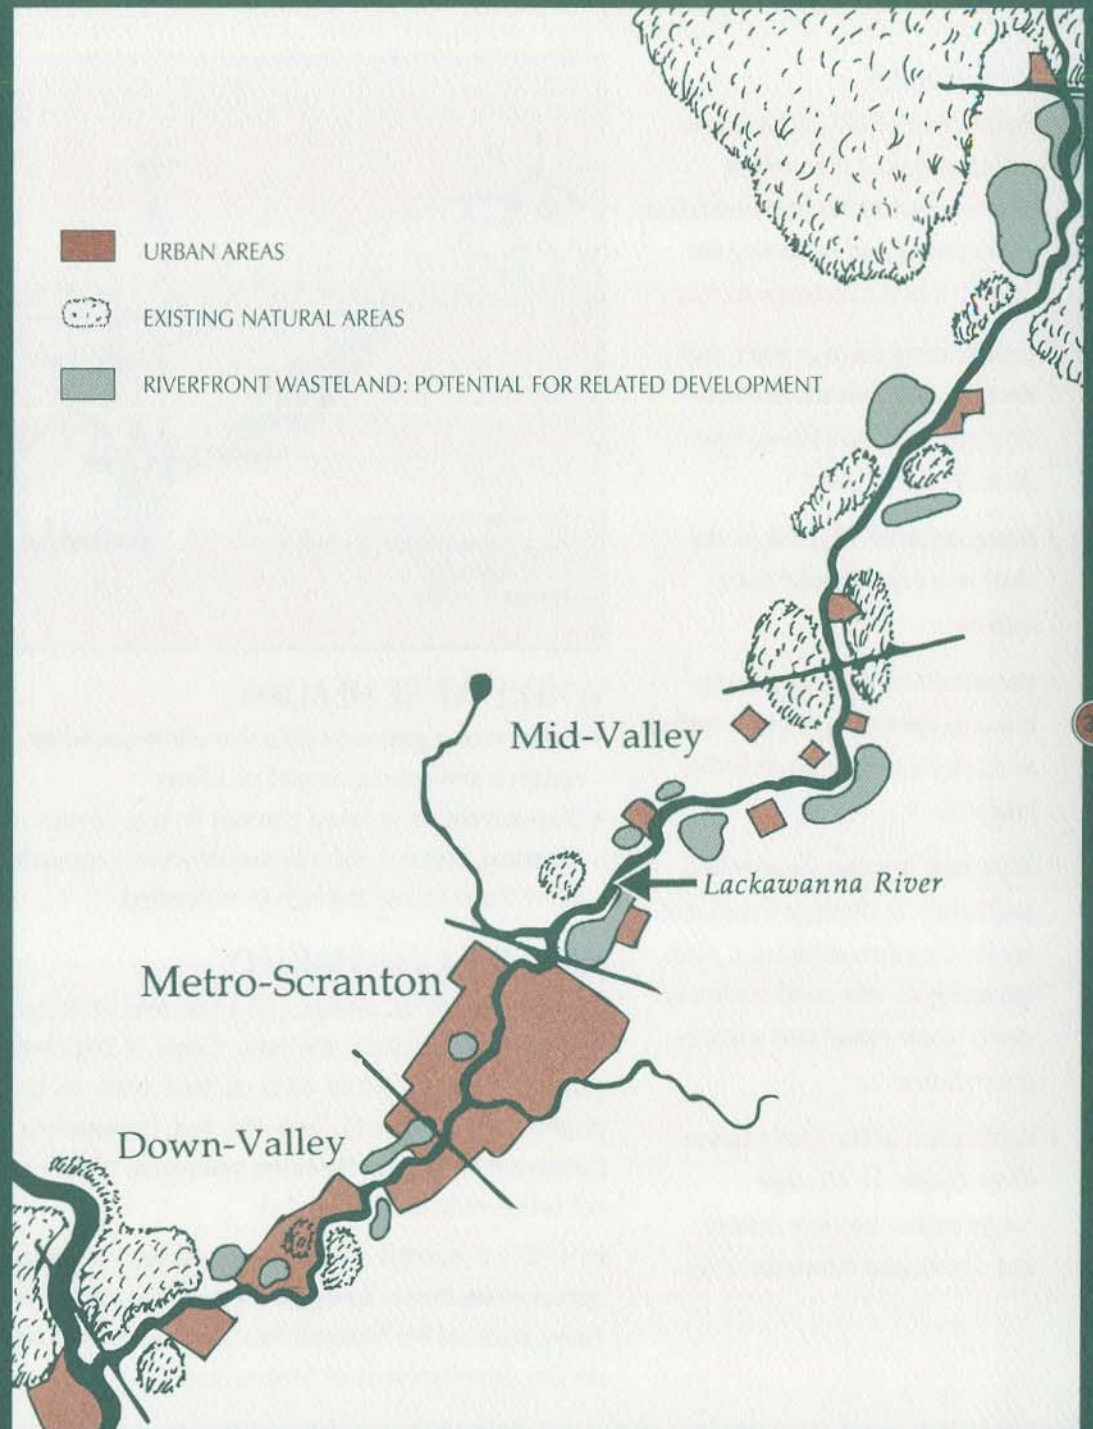 URBAN AREAS
EXISTING NATURAL AREAS
RIVERFRONT WASTELAND: POTENTIAL FOR RELATED DEVELOPMENT
Mid-Valley
Lackawanna River
Metro-Scranton
Down-Valley